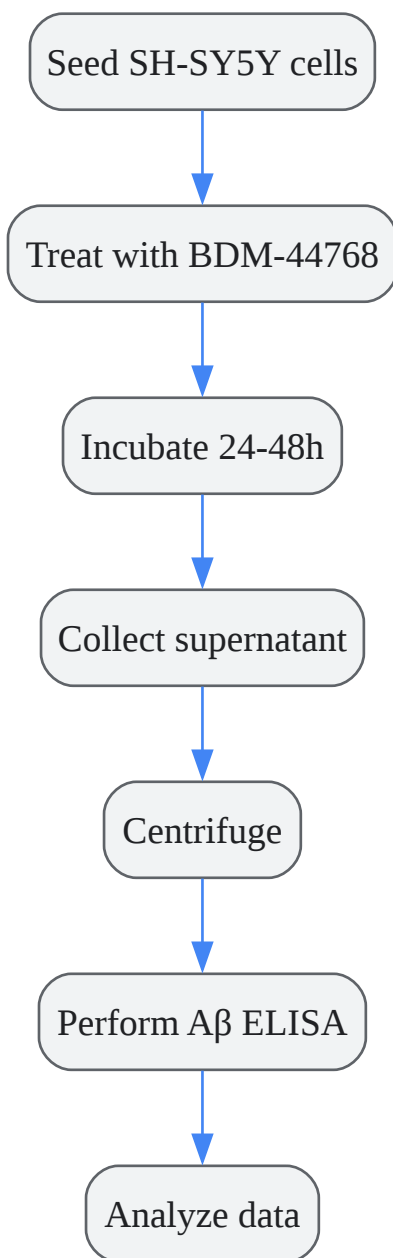 Seed SH-SY5Y cells
Treat with BDM-44768
Incubate 24-48h
Collect supernatant
Centrifuge
Perform Aβ ELISA
Analyze data